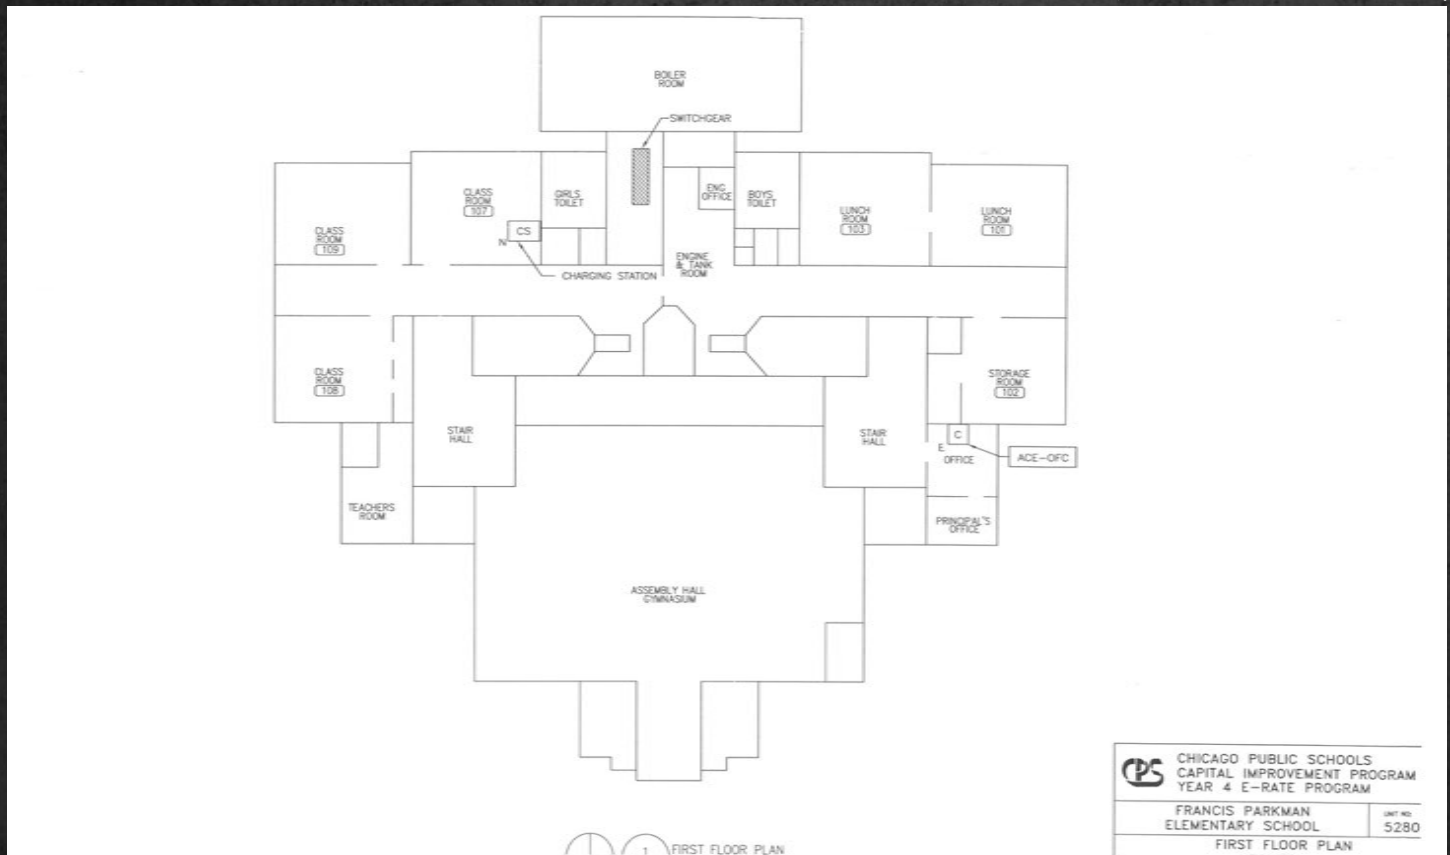 BOILER
ROOM
SWITCHGEAR
CLASS
ROOM
107
GIRLS
TOILET
ENG
OFFICE
BOYS
TOILET
LUNCH
ROOM
103
LUNCH
ROOM
101
CLASS
ROOM
109
CS
N
CHARGING STATION
ENGINE
& TANK
ROOM
CLASS
ROOM
108
STORAGE
ROOM
102
STAIR
HALL
STAIR
HALL
C
E
OFFICE
ACE-OFC
TEACHERS
ROOM
PRINCIPAL'S
OFFICE
ASSEMBLY HALL
GYMNASIUM
1
FIRST FLOOR PLAN
CPS
CHICAGO PUBLIC SCHOOLS
CAPITAL IMPROVEMENT PROGRAM
YEAR 4 E-RATE PROGRAM
FRANCIS PARKMAN
ELEMENTARY SCHOOL
UNIT NO:
5280
FIRST FLOOR PLAN